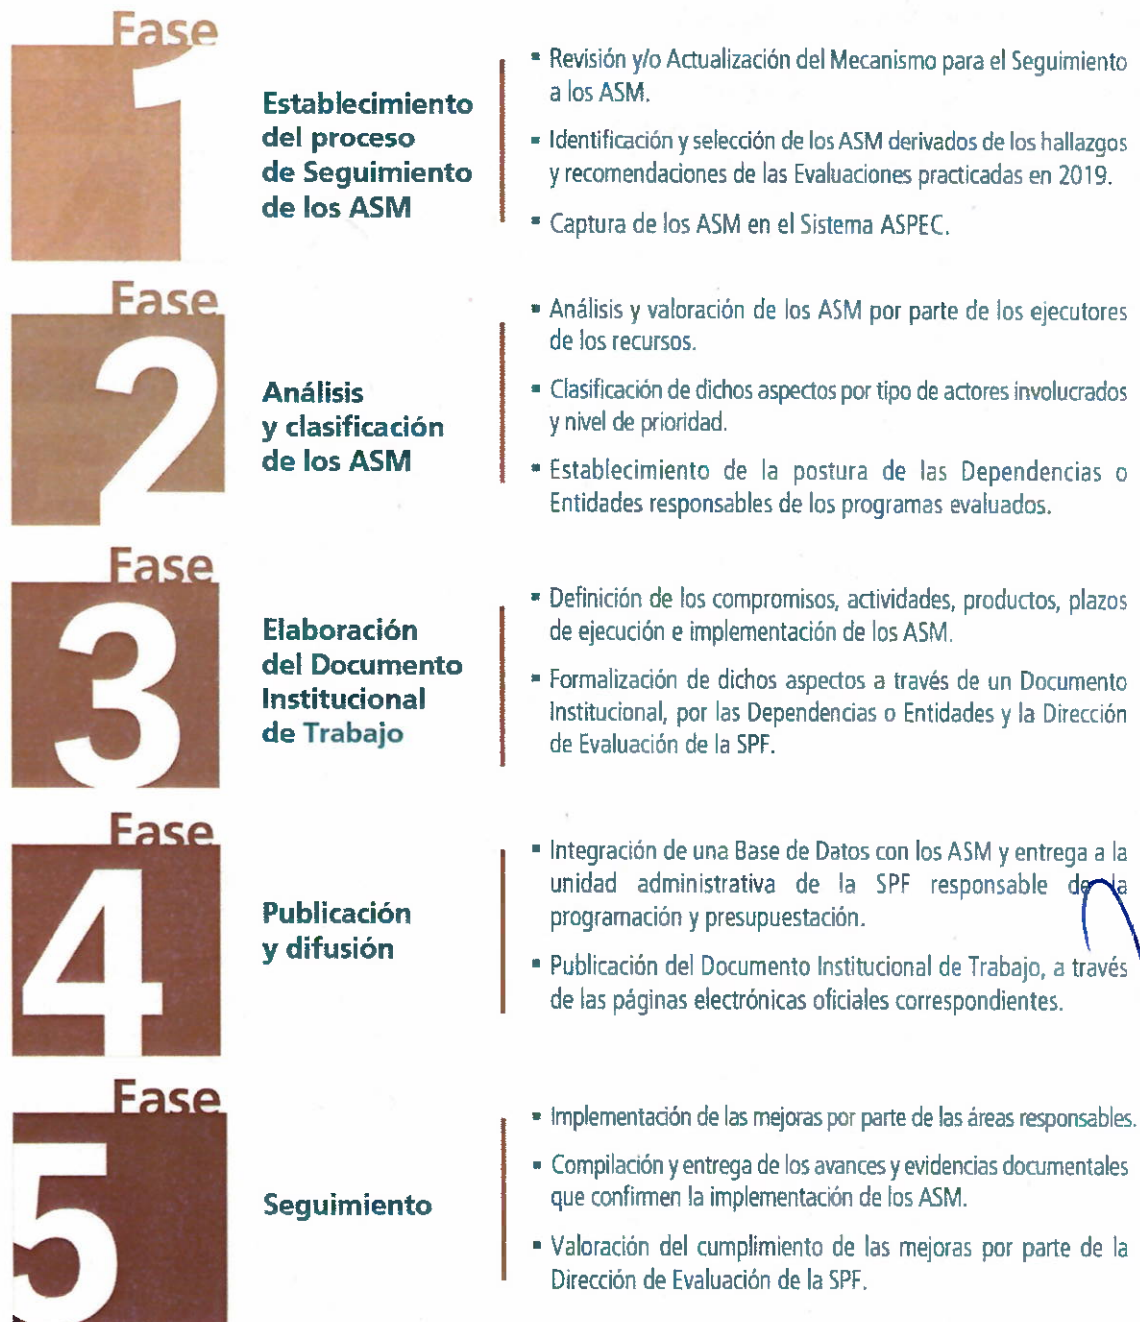 Fase
1
Establecimiento
del proceso
de Seguimiento
de los ASM
▪ Revisión y/o Actualización del Mecanismo para el Seguimiento
a los ASM.
▪ Identificación y selección de los ASM derivados de los hallazgos
y recomendaciones de las Evaluaciones practicadas en 2019.
▪ Captura de los ASM en el Sistema ASPEC.
Fase
2
Análisis
y clasificación
de los ASM
▪ Análisis y valoración de los ASM por parte de los ejecutores
de los recursos.
▪ Clasificación de dichos aspectos por tipo de actores involucrados
y nivel de prioridad.
▪ Establecimiento de la postura de las Dependencias o
Entidades responsables de los programas evaluados.
Fase
3
Elaboración
del Documento
Institucional
de Trabajo
▪ Definición de los compromisos, actividades, productos, plazos
de ejecución e implementación de los ASM.
▪ Formalización de dichos aspectos a través de un Documento
Institucional, por las Dependencias o Entidades y la Dirección
de Evaluación de la SPF.
Fase
4
Publicación
y difusión
▪ Integración de una Base de Datos con los ASM y entrega a la
unidad administrativa de la SPF responsable de la
programación y presupuestación.
▪ Publicación del Documento Institucional de Trabajo, a través
de las páginas electrónicas oficiales correspondientes.
Fase
5
Seguimiento
▪ Implementación de las mejoras por parte de las áreas responsables.
▪ Compilación y entrega de los avances y evidencias documentales
que confirmen la implementación de los ASM.
▪ Valoración del cumplimiento de las mejoras por parte de la
Dirección de Evaluación de la SPF.